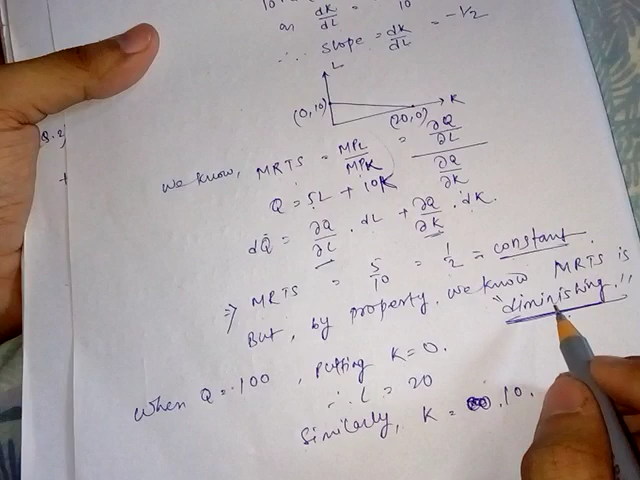 or dK/dL = 10
∴ slope = dK/dL = -1/2
L
K
(0,10)
(20,0)
Q.2)
we know, MRTS = MPL/MPK = ∂Q/∂L / ∂Q/∂K
Q = 5L + 10K
dQ = ∂Q/∂L . dL + ∂Q/∂K . dK.
⇒ MRTS = 5/10 = 1/2 = constant.
But, by property, we know MRTS is
"diminishing."
When Q = 100, putting K=0.
∴ L = 20
Similarly, K = 10.